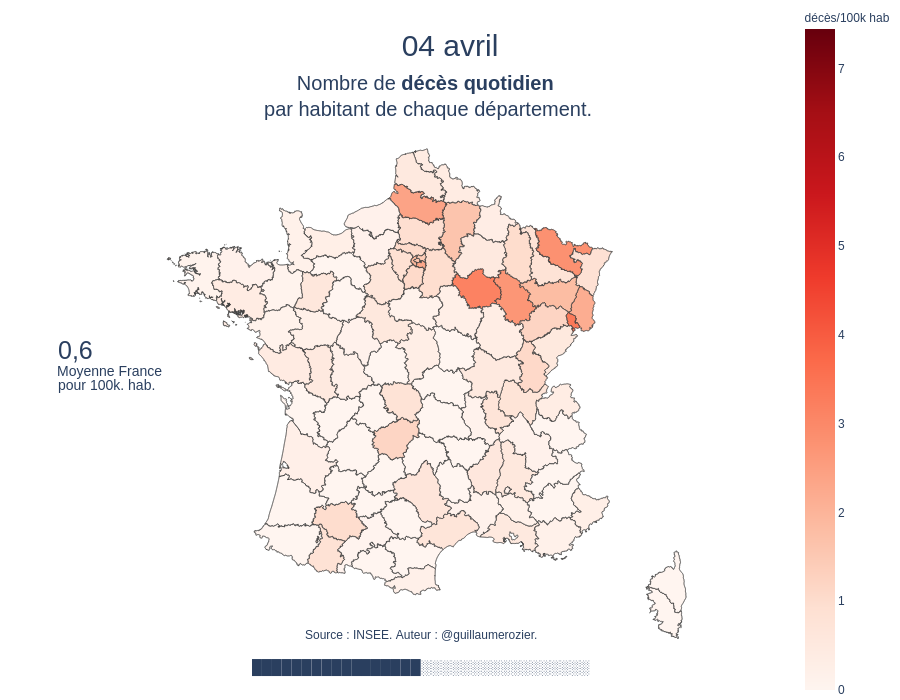 décès/100k hab
04 avril
Nombre de décès quotidien
par habitant de chaque département.
7
6
5
4
3
2
1
0
0,6
Moyenne France
pour 100k. hab.
Source : INSEE. Auteur : @guillaumerozier.